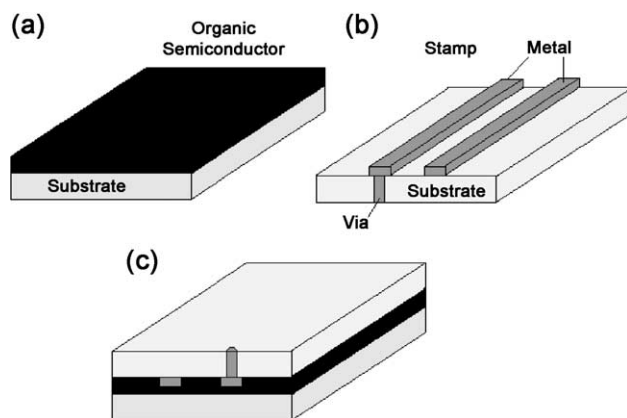 (a)
Organic
Semiconductor
Substrate
(b)
Stamp
Metal
Substrate
Via
(c)